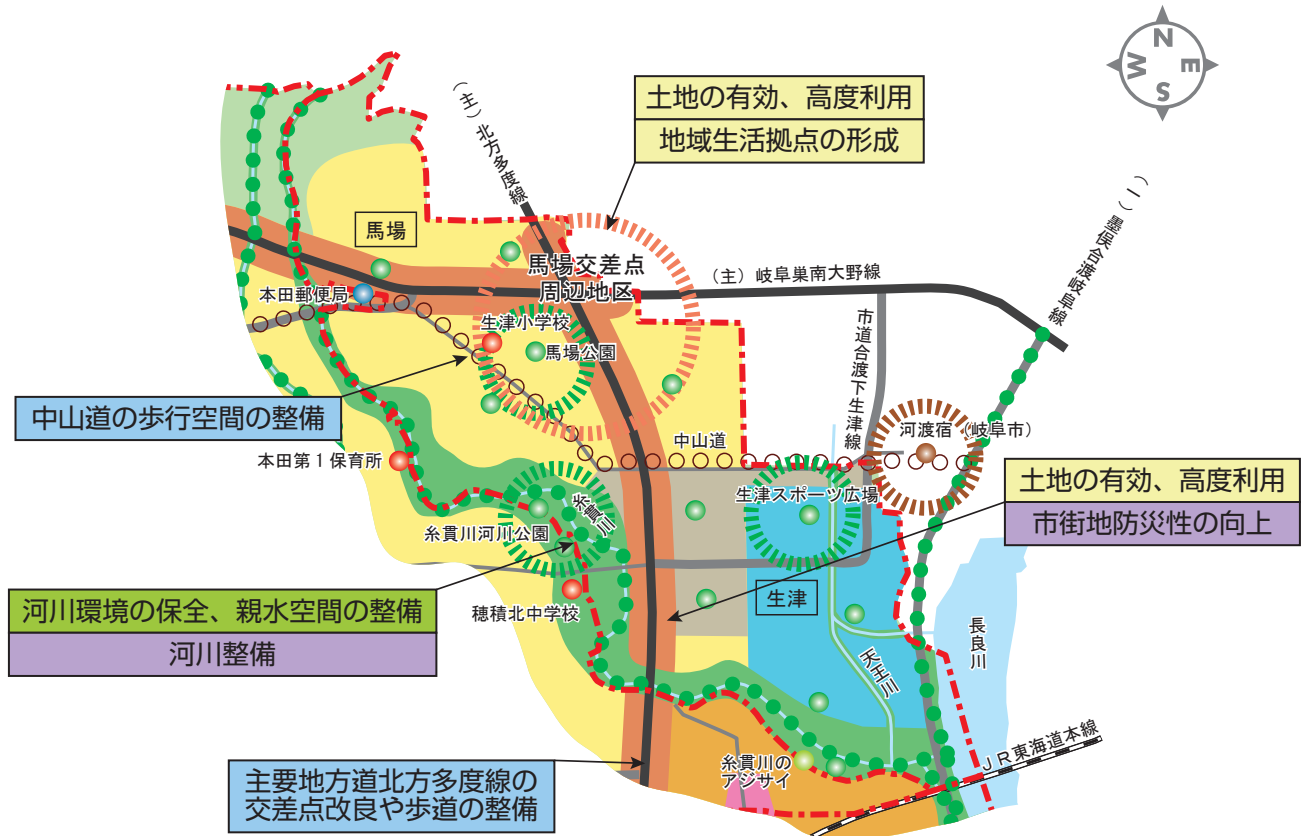 N
W
E
S
土地の有効、高度利用
地域生活拠点の形成
(主)北方多度線
(一)墨俣合渡岐阜線
馬場
馬場交差点
周辺地区
(主)岐阜巣南大野線
本田郵便局
生津小学校
馬場公園
市道合渡下生津線
中山道の歩行空間の整備
中山道
河渡宿(岐阜市)
本田第1保育所
生津スポーツ広場
土地の有効、高度利用
市街地防災性の向上
糸貫川
糸貫川河川公園
河川環境の保全、親水空間の整備
河川整備
穂積北中学校
生津
長良川
天王川
糸貫川の
アジサイ
JR東海道本線
主要地方道北方多度線の
交差点改良や歩道の整備